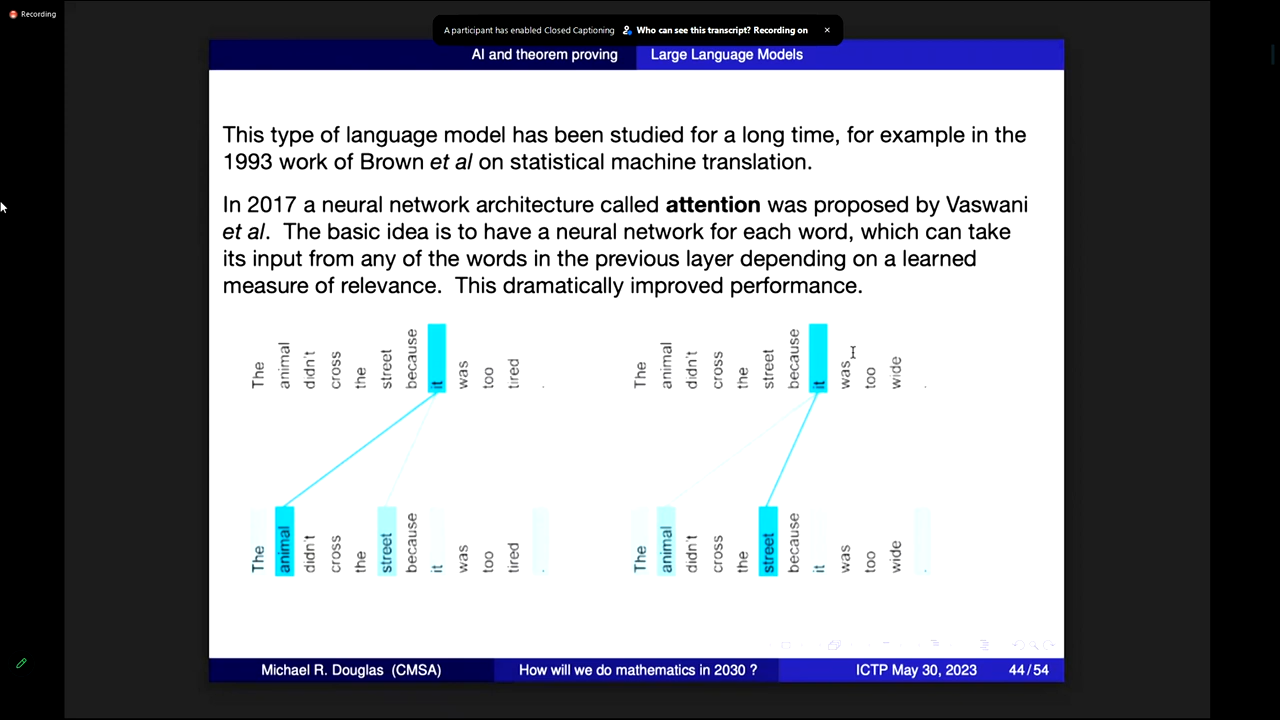 Recording
A participant has enabled Closed Captioning Who can see this transcript? Recording on ×
AI and theorem proving Large Language Models
This type of language model has been studied for a long time, for example in the
1993 work of Brown et al on statistical machine translation.
In 2017 a neural network architecture called attention was proposed by Vaswani
et al. The basic idea is to have a neural network for each word, which can take
its input from any of the words in the previous layer depending on a learned
measure of relevance. This dramatically improved performance.
The animal didn't cross the street because it was too tired .
The animal didn't cross the street because it was too wide .
The animal didn't cross the street because it was too tired .
The animal didn't cross the street because it was too wide .
Michael R. Douglas (CMSA) How will we do mathematics in 2030 ? ICTP May 30, 2023 44/54